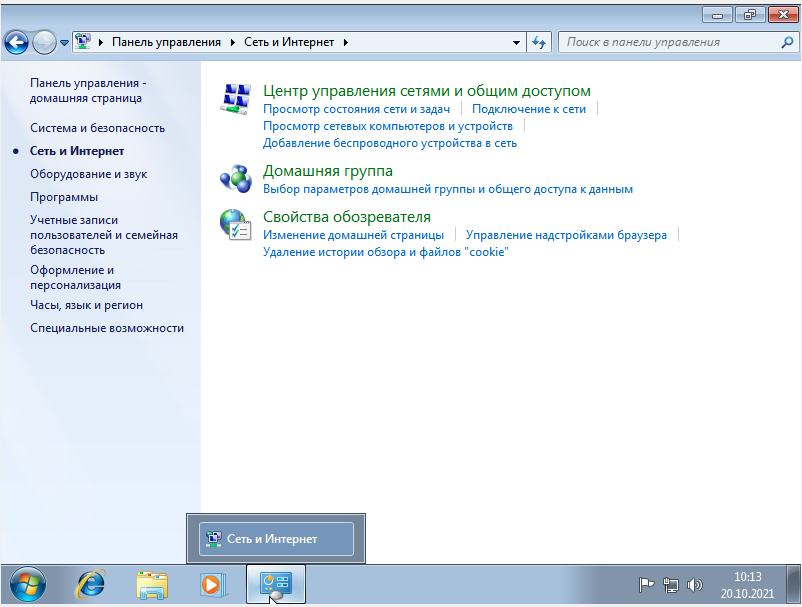 Панель управления
Сеть и Интернет
Поиск в панели управления
Панель управления -
домашняя страница
Система и безопасность
Сеть и Интернет
Оборудование и звук
Программы
Учетные записи
пользователей и семейная
безопасность
Оформление и
персонализация
Часы, язык и регион
Специальные возможности
Центр управления сетями и общим доступом
Просмотр состояния сети и задач
Подключение к сети
Просмотр сетевых компьютеров и устройств
Добавление беспроводного устройства в сеть
Домашняя группа
Выбор параметров домашней группы и общего доступа к данным
Свойства обозревателя
Изменение домашней страницы
Управление надстройками браузера
Удаление истории обзора и файлов "cookie"
Сеть и Интернет
10:13
20.10.2021